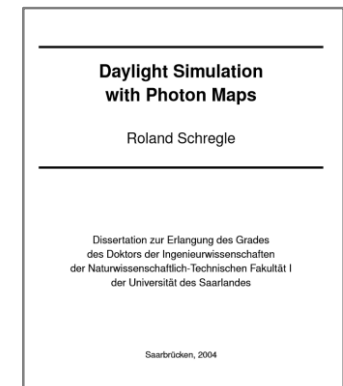 Daylight Simulation
with Photon Maps
Roland Schregle
Dissertation zur Erlangung des Grades
des Doktors der Ingenieurwissenschaften
der Naturwissenschaftlich-Technischen Fakultät I
der Universität des Saarlandes
Saarbrücken, 2004